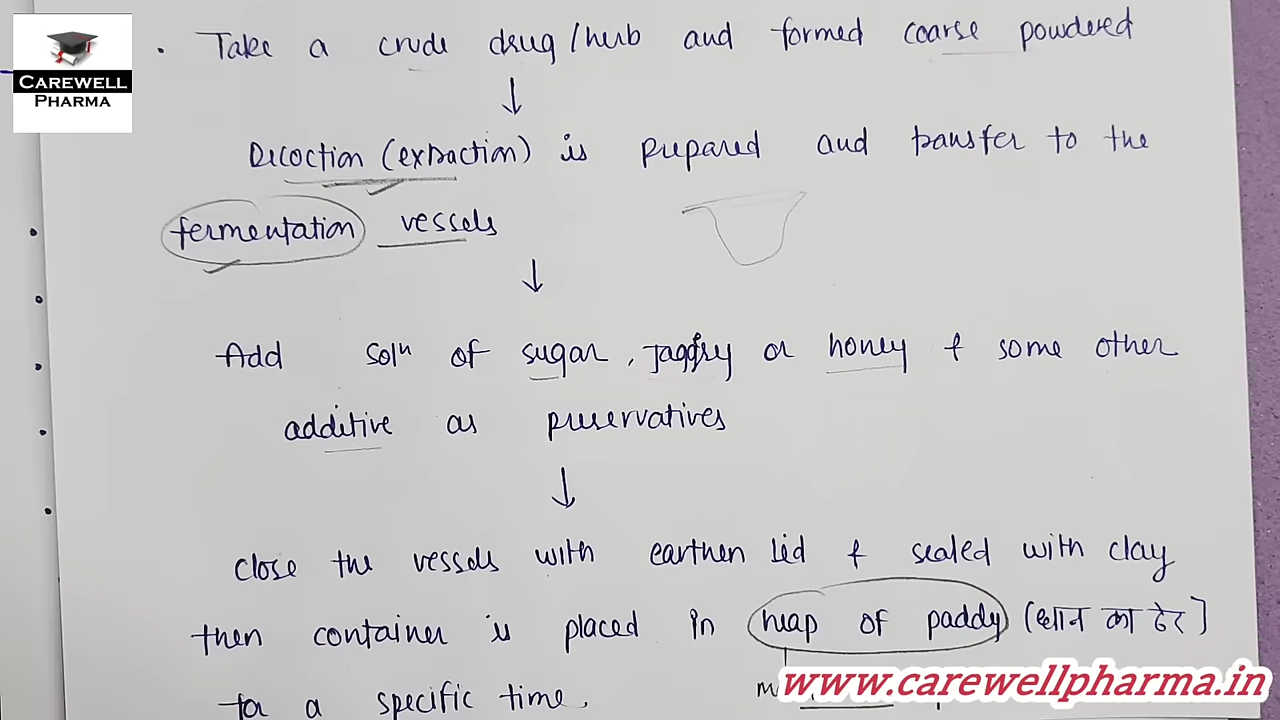 CAREWELL
PHARMA
• Take a crude drug/herb and formed coarse powdered
↓
Decoction (extraction) is prepared and transfer to the
fermentation vessels
↓
Add Solⁿ of sugar, Jaggry or honey & some other
additive as preservatives
↓
Close the vessels with earthen lid & sealed with clay
then container is placed in heap of paddy (धान का ढेर)
for a specific time.
www.carewellpharma.in